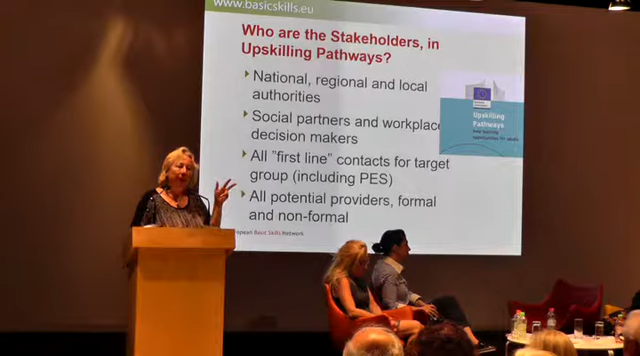 www.basicskills.eu
Who are the Stakeholders, in
Upskilling Pathways?
National, regional and local
authorities
Social partners and workplace
decision makers
All "first line" contacts for target
group (including PES)
All potential providers, formal
and non-formal
Basic Skills Network
Upskilling
Pathways